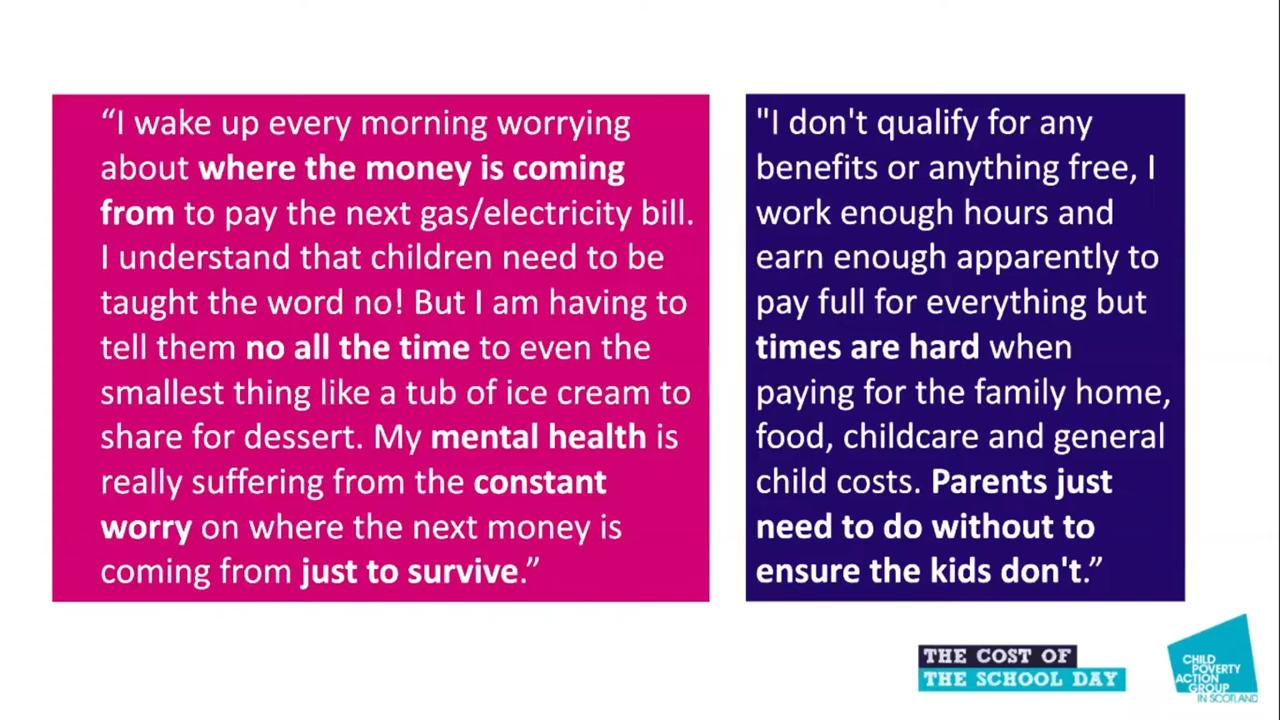 “I wake up every morning worrying
about where the money is coming
from to pay the next gas/electricity bill.
I understand that children need to be
taught the word no! But I am having to
tell them no all the time to even the
smallest thing like a tub of ice cream to
share for dessert. My mental health is
really suffering from the constant
worry on where the next money is
coming from just to survive.”
"I don't qualify for any
benefits or anything free, I
work enough hours and
earn enough apparently to
pay full for everything but
times are hard when
paying for the family home,
food, childcare and general
child costs. Parents just
need to do without to
ensure the kids don't.”
THE COST OF
THE SCHOOL DAY
CHILD
POVERTY
ACTION
GROUP
IN SCOTLAND